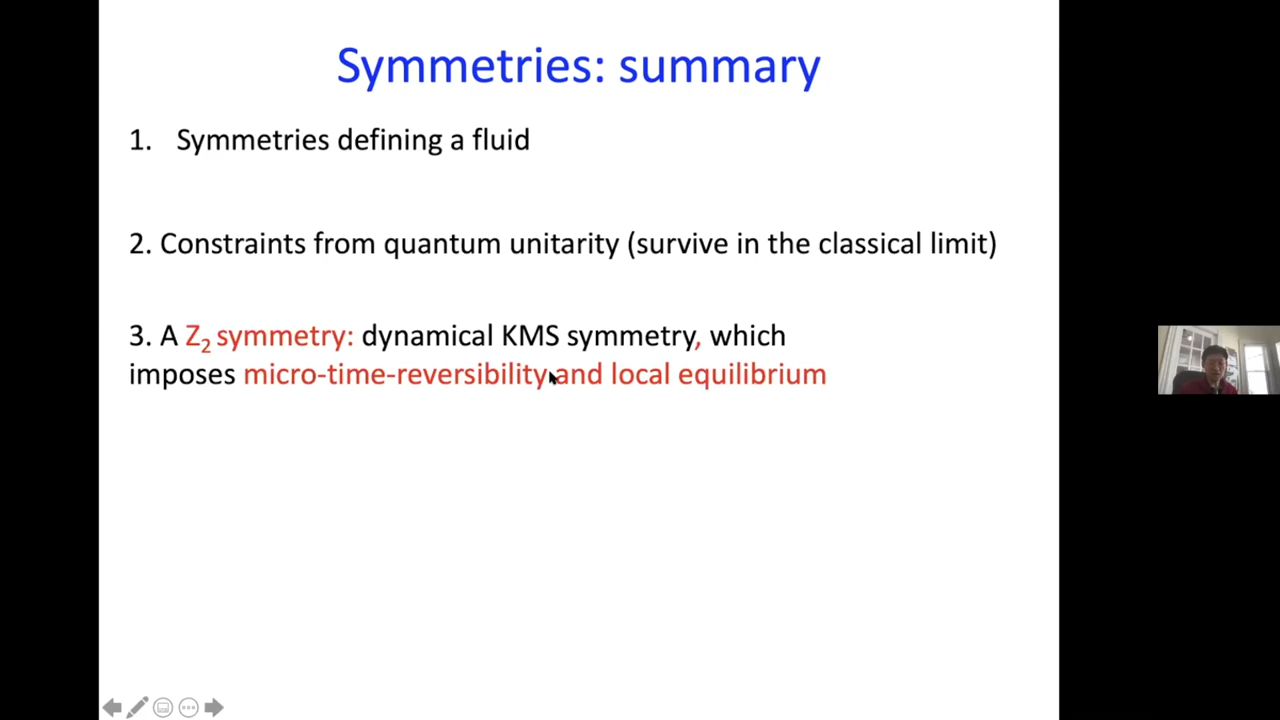 Symmetries: summary
1. Symmetries defining a fluid
2. Constraints from quantum unitarity (survive in the classical limit)
3. A Z₂ symmetry: dynamical KMS symmetry, which
imposes micro-time-reversibility and local equilibrium